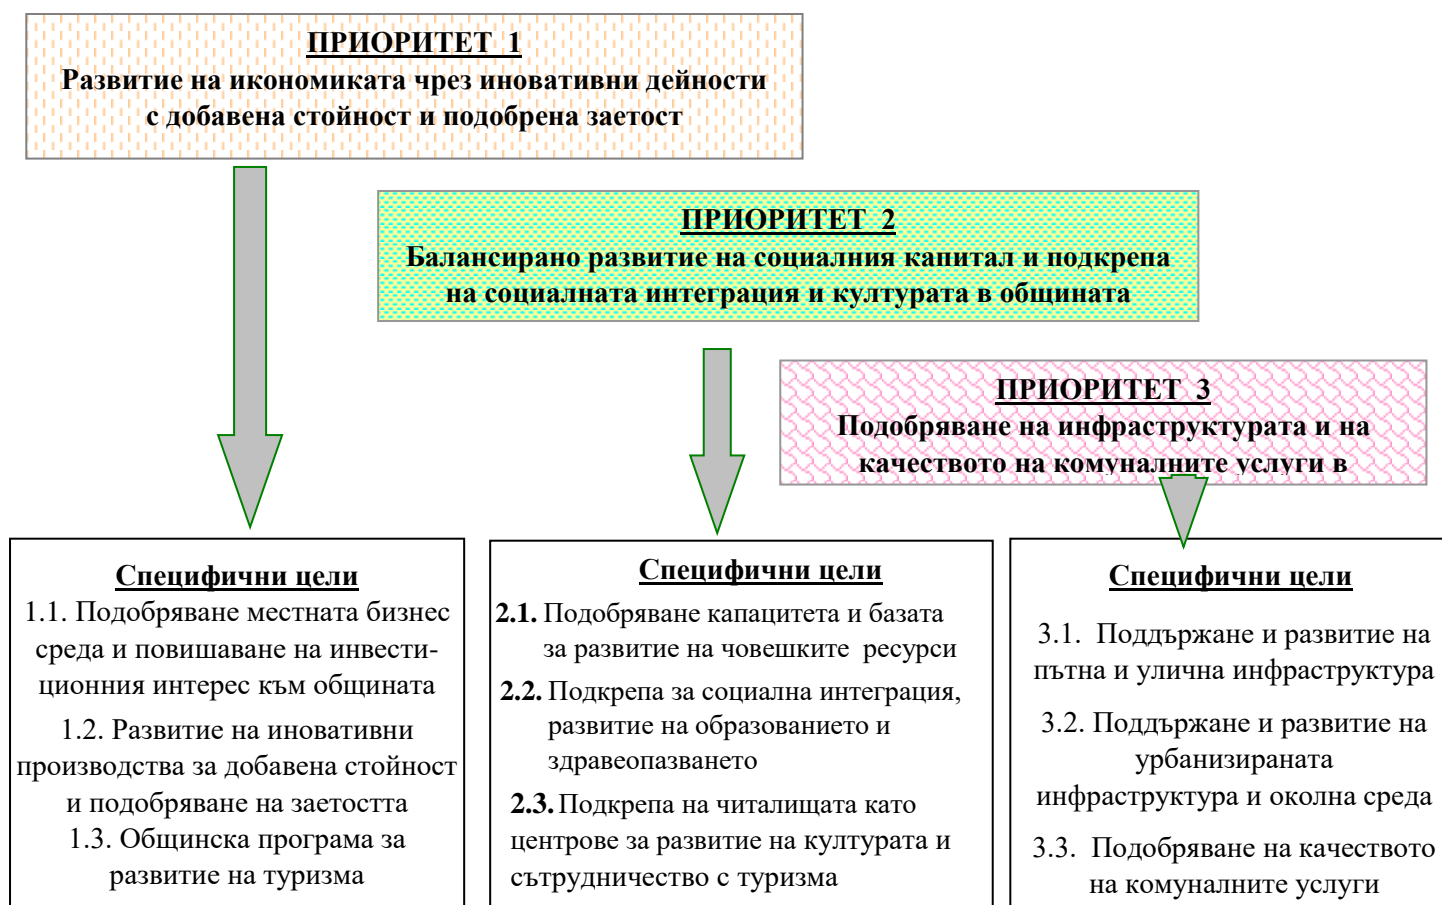 ПРИОРИТЕТ 1
Развитие на икономиката чрез иновативни дейности
с добавена стойност и подобрена заетост
ПРИОРИТЕТ 2
Балансирано развитие на социалния капитал и подкрепа
на социалната интеграция и културата в общината
ПРИОРИТЕТ 3
Подобряване на инфраструктурата и на
качеството на комуналните услуги в
Специфични цели
1.1. Подобряване местната бизнес
среда и повишаване на инвести-
ционния интерес към общината
1.2. Развитие на иновативни
производства за добавена стойност
и подобряване на заетостта
1.3. Общинска програма за
развитие на туризма
Специфични цели
2.1. Подобряване капацитета и базата
за развитие на човешките ресурси
2.2. Подкрепа за социална интеграция,
развитие на образованието и
здравеопазването
2.3. Подкрепа на читалищата като
центрове за развитие на културата и
сътрудничество с туризма
Специфични цели
3.1. Поддържане и развитие на
пътна и улична инфраструктура
3.2. Поддържане и развитие на
урбанизираната
инфраструктура и околна среда
3.3. Подобряване на качеството
на комуналните услуги